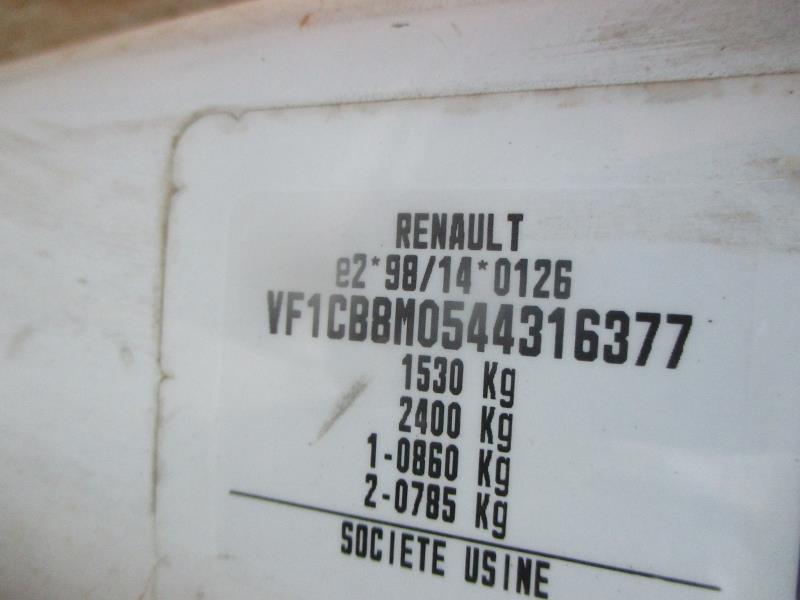 RENAULT
e2*98/14*0126
VF1CB8M0544316377
1530 Kg
2400 Kg
1-0860 Kg
2-0785 Kg
SOCIETE USINE